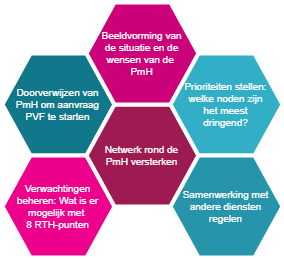 Beeldvorming van
de situatie en de
wensen van de
PmH
Doorverwijzen van
PmH om aanvraag
PVF te starten
Prioriteiten stellen:
welke noden zijn
het meest
dringend?
Netwerk rond de
PmH versterken
Verwachtingen
beheren: Wat is er
mogelijk met
8 RTH-punten
Samenwerking met
andere diensten
regelen